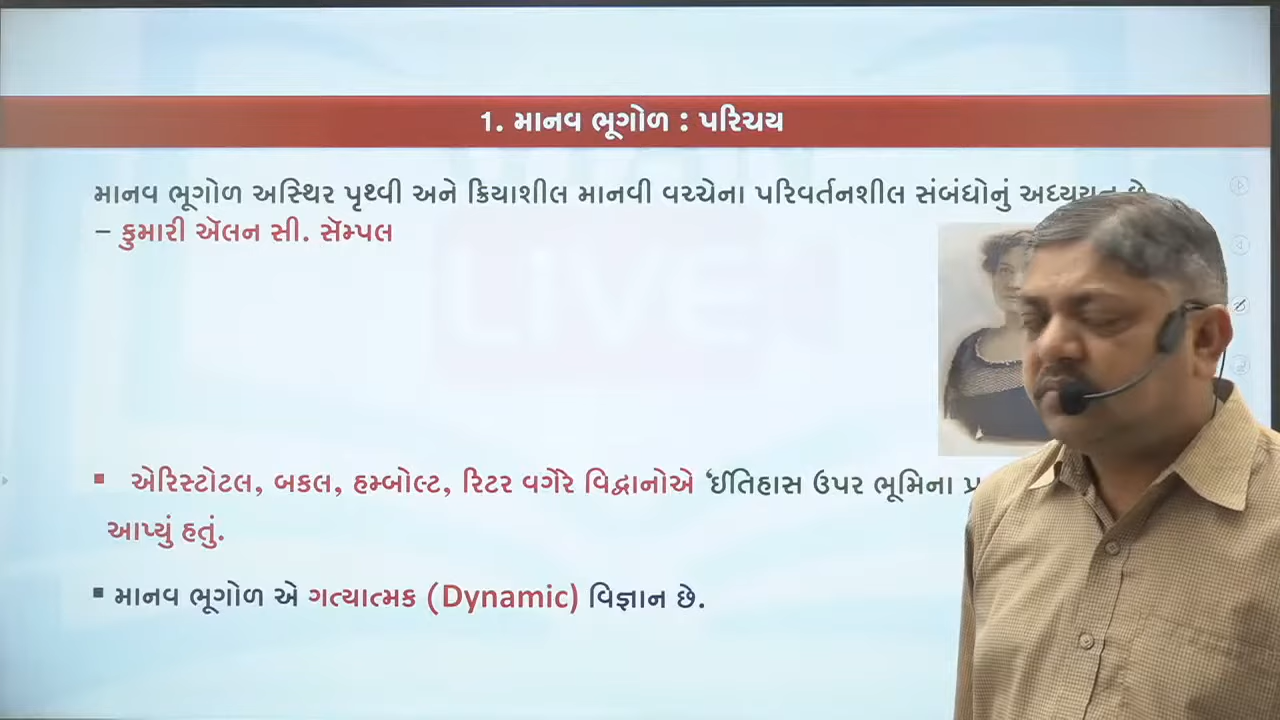 1. માનવ ભૂગોળ : પરિચય
માનવ ભૂગોળ અસ્થિર પૃથ્વી અને ક્રિયાશીલ માનવી વચ્ચેના પરિવર્તનશીલ સંબંધોનું અધ્યયન છે
– કુમારી ઍલન સી. સૅમ્પલ
LIVE
▪ એરિસ્ટોટલ, બકલ, હમ્બોલ્ટ, રિટર વગેરે વિદ્વાનોએ ‘ઈતિહાસ ઉપર ભૂમિના
આપ્યું હતું.
▪ માનવ ભૂગોળ એ ગત્યાત્મક (Dynamic) વિજ્ઞાન છે.